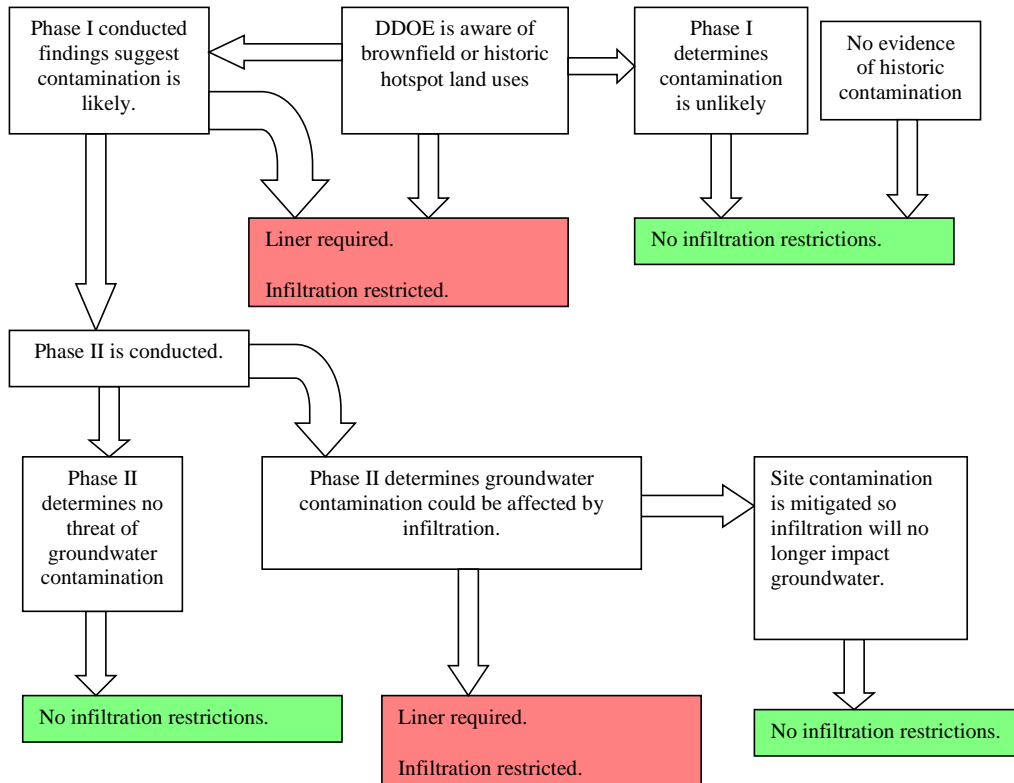 Phase I conducted
findings suggest
contamination is
likely.
DDOE is aware of
brownfield or historic
hotspot land uses
Phase I
determines
contamination
is unlikely
No evidence
of historic
contamination
Liner required.
Infiltration restricted.
No infiltration restrictions.
Phase II is conducted.
Phase II
determines no
threat of
groundwater
contamination
Phase II determines groundwater
contamination could be affected by
infiltration.
Site contamination
is mitigated so
infiltration will no
longer impact
groundwater.
No infiltration restrictions.
Liner required.
Infiltration restricted.
No infiltration restrictions.